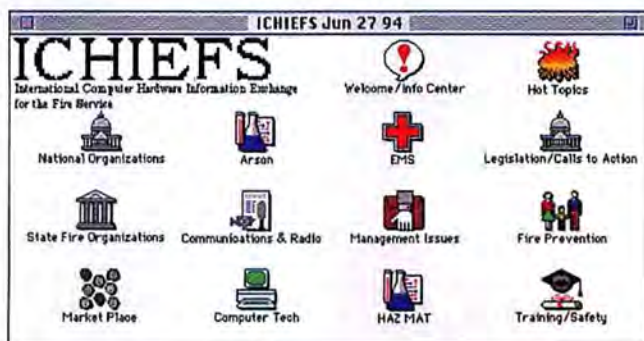 ICHIEFS Jun 27 94
ICHIEFS
International Computer Hardware Information Exchange
for the Fire Service
Welcome/Info Center
Hot Topics
National Organizations
Arson
EMS
Legislation/Calls to Action
State Fire Organizations
Communications & Radio
Management Issues
Fire Prevention
Market Place
Computer Tech
HAZ MAT
Training/Safety